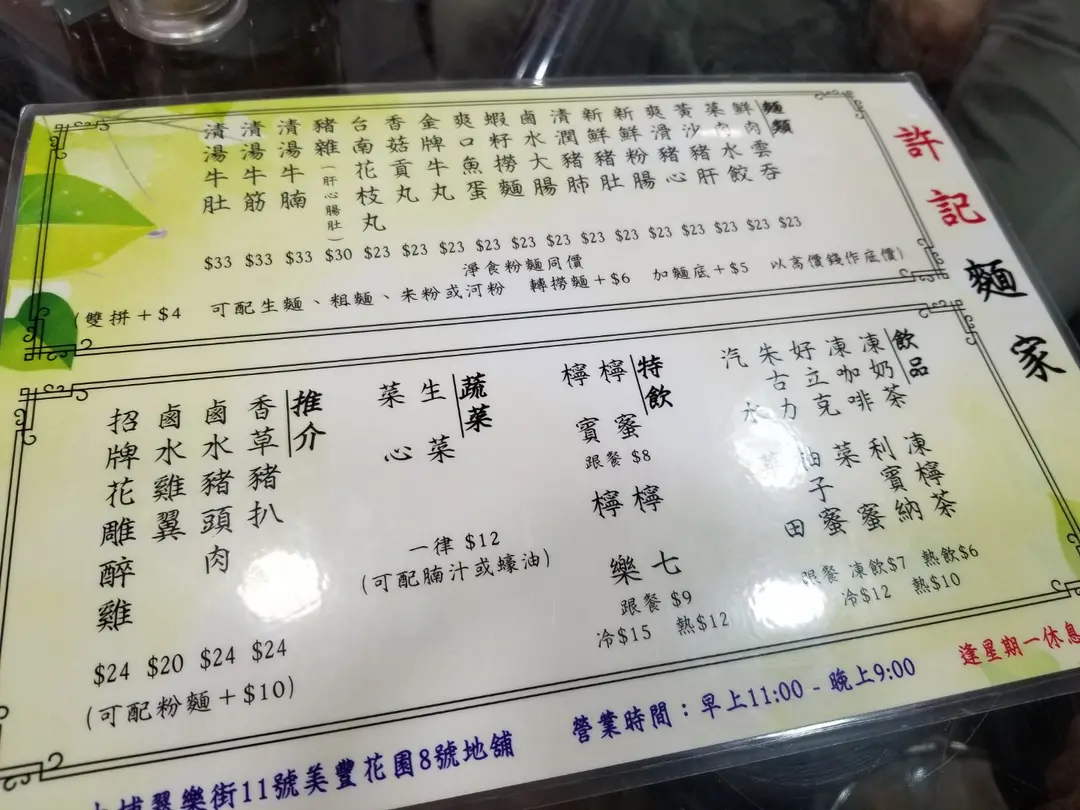 許記麵家
麵類
鮮肉雲吞 $23
菜肉水餃 $23
黃沙豬肝 $23
爽滑豬心 $23
新鮮粉腸 $23
新鮮豬肚 $23
清潤豬肺 $23
鹵水大腸 $23
蝦籽撈麵 $23
爽口魚蛋 $23
金牌牛丸 $23
香菇貢丸 $23
台南花枝丸 $23
豬雜(肝心腸肚) $30
清湯牛腩 $33
清湯牛筋 $33
清湯牛肚 $33
淨食粉麵同價
(雙拼+$4 可配生麵、粗麵、米粉或河粉 轉撈麵+$6 加麵底+$5 以高價錢作底價)
飲品
凍奶茶
凍咖啡
好立克
朱古力
汽水
凍檸茶
利賓納
菜蜜
柚子蜜
田
跟餐 凍飲$7 熱飲$6
冷$12 熱$10
特飲
檸蜜
檸賓
跟餐 $8
檸七
檸樂
跟餐 $9
冷$15 熱$12
蔬菜
生菜
菜心
一律 $12
(可配腩汁或蠔油)
推介
香草豬扒 $24
鹵水豬頭肉 $24
鹵水雞翼 $20
招牌花雕醉雞 $24
(可配粉麵+$10)
埔翠樂街11號美豐花園8號地舖
營業時間：早上11:00 - 晚上9:00
逢星期一休息